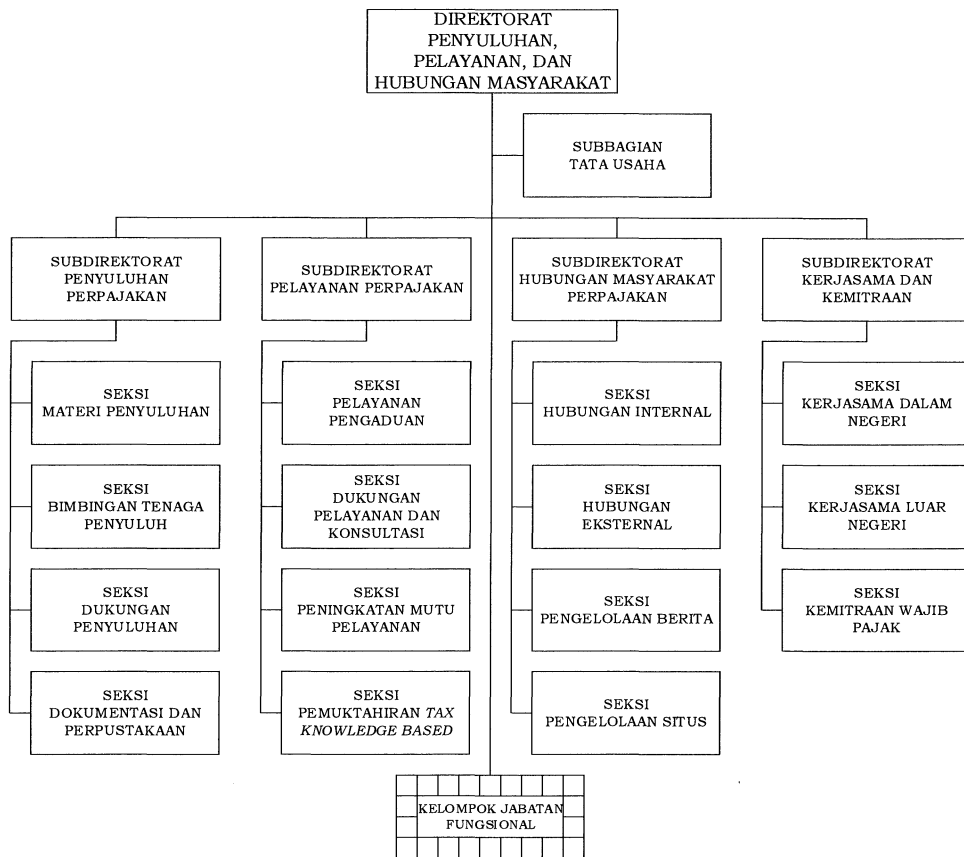 DIREKTORAT
PENYULUHAN,
PELAYANAN, DAN
HUBUNGAN MASYARAKAT
SUBBAGIAN
TATA USAHA
SUBDIREKTORAT
PENYULUHAN
PERPAJAKAN
SUBDIREKTORAT
PELAYANAN PERPAJAKAN
SUBDIREKTORAT
HUBUNGAN MASYARAKAT
PERPAJAKAN
SUBDIREKTORAT
KERJASAMA DAN
KEMITRAAN
SEKSI
MATERI PENYULUHAN
SEKSI
PELAYANAN
PENGADUAN
SEKSI
HUBUNGAN INTERNAL
SEKSI
KERJASAMA DALAM
NEGERI
SEKSI
BIMBINGAN TENAGA
PENYULUH
SEKSI
DUKUNGAN
PELAYANAN DAN
KONSULTASI
SEKSI
HUBUNGAN
EKSTERNAL
SEKSI
KERJASAMA LUAR
NEGERI
SEKSI
DUKUNGAN
PENYULUHAN
SEKSI
PENINGKATAN MUTU
PELAYANAN
SEKSI
PENGELOLAAN BERITA
SEKSI
KEMITRAAN WAJIB
PAJAK
SEKSI
DOKUMENTASI DAN
PERPUSTAKAAN
SEKSI
PEMUKTAHIRAN TAX
KNOWLEDGE BASED
SEKSI
PENGELOLAAN SITUS
KELOMPOK JABATAN
FUNGSIONAL